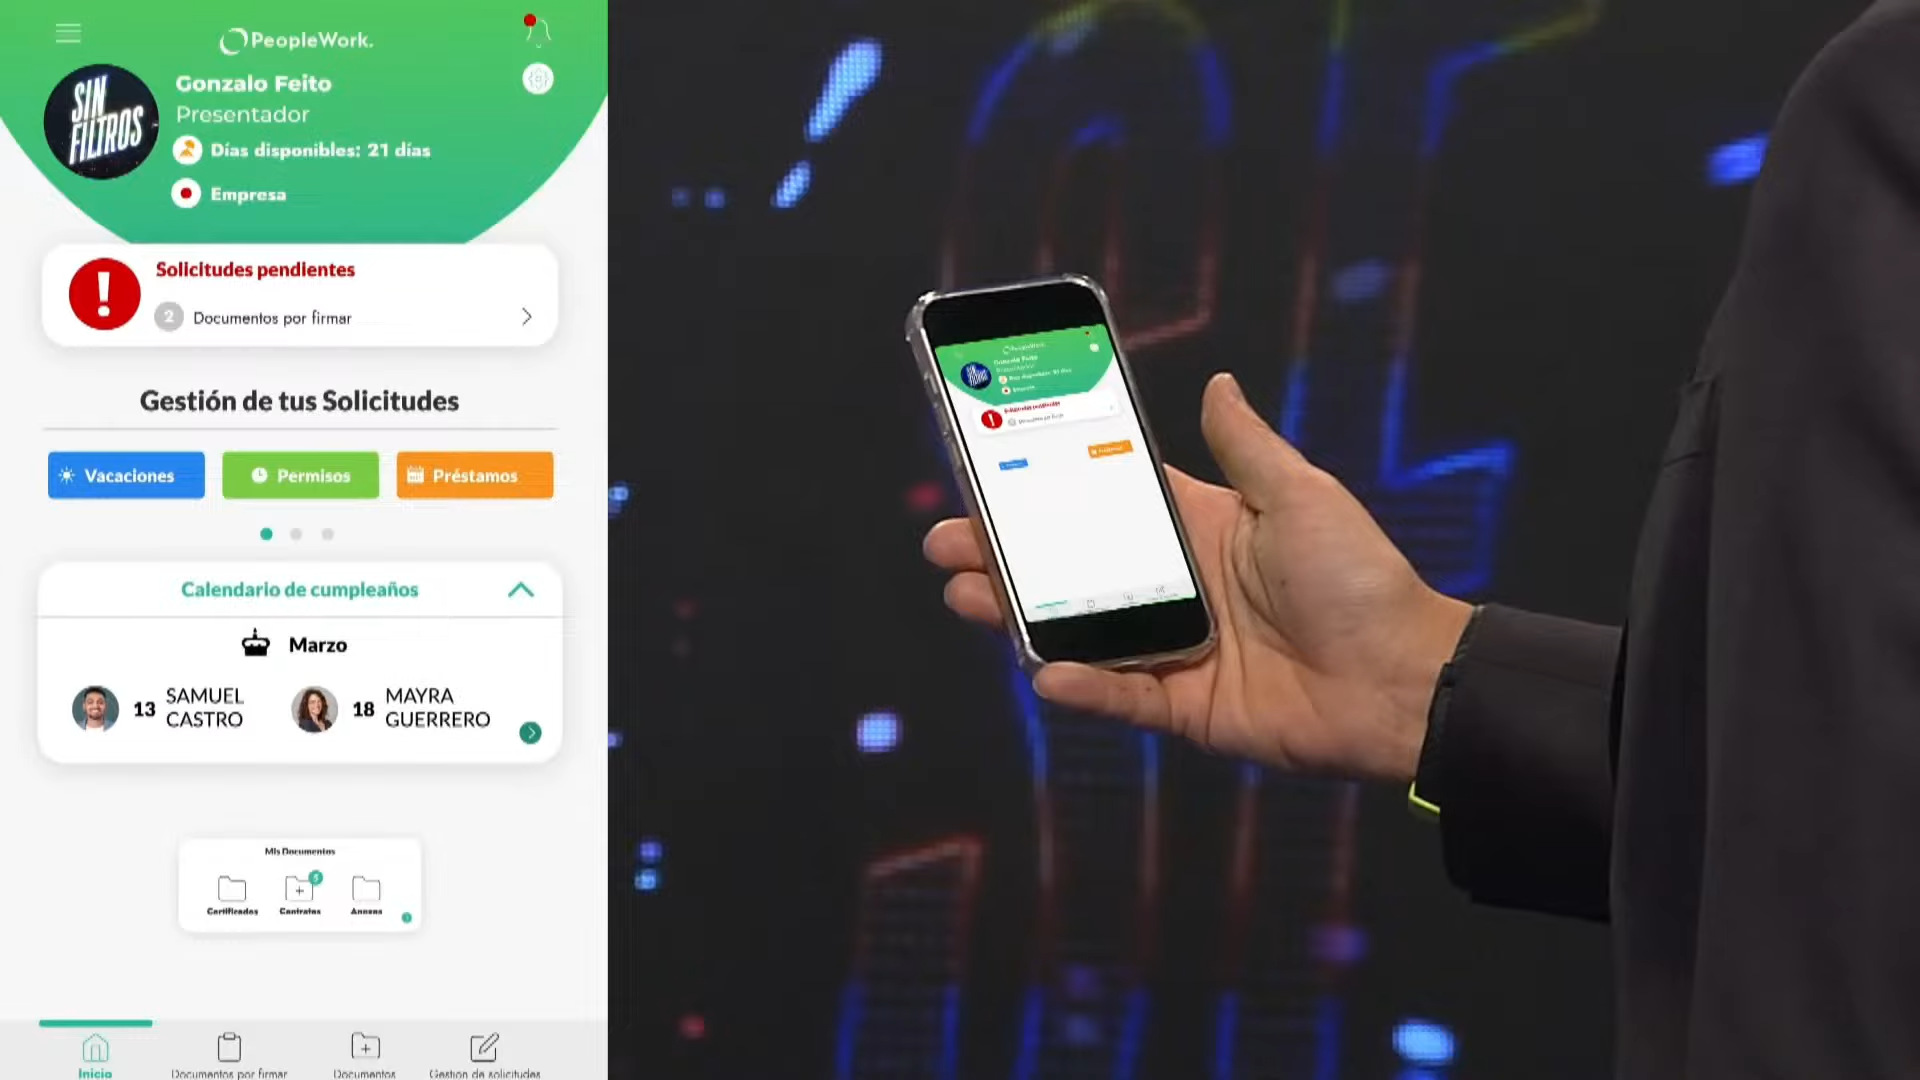 PeopleWork.
Gonzalo Feito
Presentador
Días disponibles: 21 días
Empresa
SIN
FILTROS
Solicitudes pendientes
2 Documentos por firmar
Gestión de tus Solicitudes
Vacaciones
Permisos
Préstamos
Calendario de cumpleaños
Marzo
13 SAMUEL
CASTRO
18 MAYRA
GUERRERO
Mis Documentos
Certificados
Contratos
Anexos
Inicio
Documentos por firmar
Documentos
Gestion de solicitudes